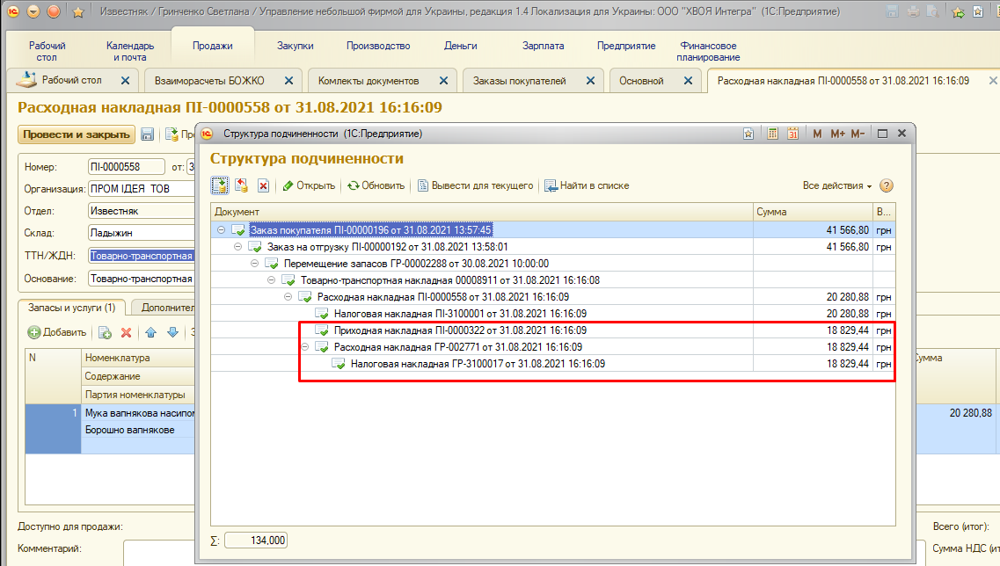 Известняк / Гринченко Светлана / Управление небольшой фирмой для Украины, редакция 1.4 Локализация для Украины: ООО "ХВОЯ Интегра" (1С:Предприятие)
Рабочий стол
Календарь и почта
Продажи
Закупки
Производство
Деньги
Зарплата
Предприятие
Финансовое планирование
Рабочий стол
Взаиморасчеты БОЖКО
Комлекты документов
Заказы покупателей
Основной
Расходная накладная ПІ-0000558 от 31.08.2021 16:16:09
Расходная накладная ПІ-0000558 от 31.08.2021 16:16:09
Провести и закрыть
Номер: ПІ-0000558 от: 3
Организация: ПРОМ ІДЕЯ ТОВ
Отдел: Известняк
Склад: Ладыжин
ТТН/ЖДН: Товарно-транспортная
Основание: Товарно-транспортная
Запасы и услуги (1)
Дополнител
Добавить
N
Номенклатура
Содержание
Партия номенклатуры
1 Мука вапнякова насипом
Борошно вапнякове
Доступно для продажи:
Комментарий:
Структура подчиненности (1С:Предприятие)
M M+ M-
Структура подчиненности
Открыть
Обновить
Вывести для текущего
Найти в списке
Все действия
Документ Сумма В...
Заказ покупателя ПІ-00000196 от 31.08.2021 13:57:45 41 566,80 грн
Заказ на отгрузку ПІ-00000192 от 31.08.2021 13:58:01 41 566,80 грн
Перемещение запасов ГР-00002288 от 30.08.2021 10:00:00
Товарно-транспортная накладная 00008911 от 31.08.2021 16:16:08
Расходная накладная ПІ-0000558 от 31.08.2021 16:16:09 20 280,88 грн
Налоговая накладная ПІ-3100001 от 31.08.2021 16:16:09 20 280,88 грн
Приходная накладная ПІ-0000322 от 31.08.2021 16:16:09 18 829,44 грн
Расходная накладная ГР-002771 от 31.08.2021 16:16:09 18 829,44 грн
Налоговая накладная ГР-3100017 от 31.08.2021 16:16:09 18 829,44 грн
Σ: 134,000
умма
20 280,88
Всего (итог):
Сумма НДС (ит